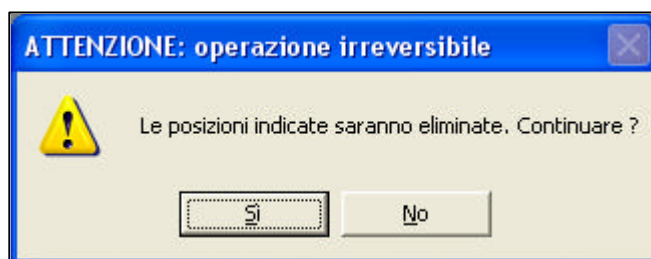 ATTENZIONE: operazione irreversibile
Le posizioni indicate saranno eliminate. Continuare ?
Sì No